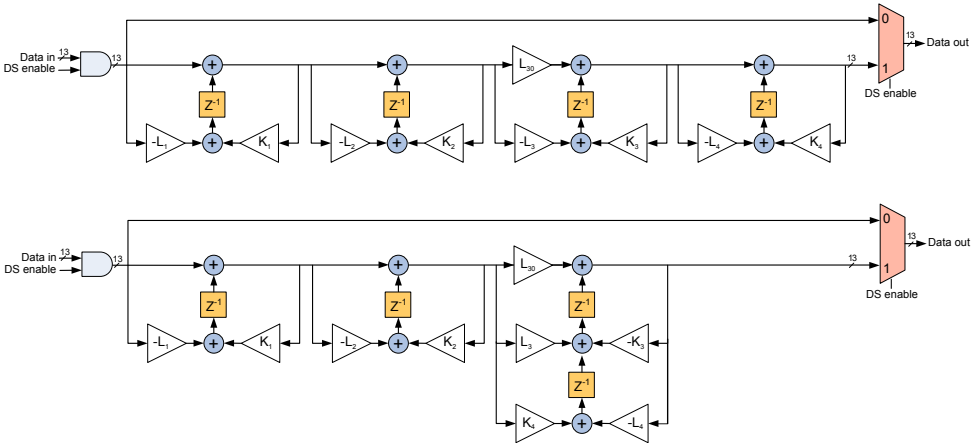 0
Data in 13
DS enable
13
+ + L₃₀ + + 13
1
13 Data out
DS enable
Z⁻¹ Z⁻¹ Z⁻¹ Z⁻¹
-L₁ + K₁ -L₂ + K₂ -L₃ + K₃ -L₄ + K₄
0
Data in 13
DS enable
13
+ + L₃₀ + 13
1
13 Data out
DS enable
Z⁻¹ Z⁻¹ Z⁻¹
-L₁ + K₁ -L₂ + K₂ L₃ + -K₃
Z⁻¹
K₄ + -L₄